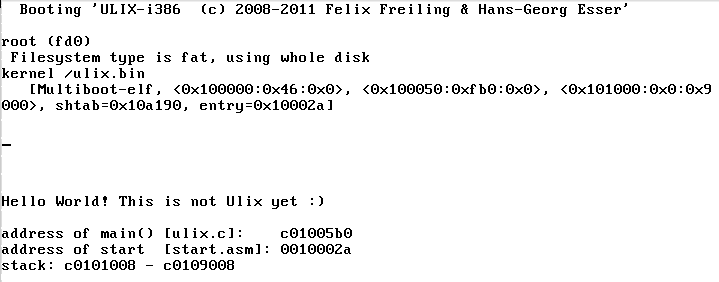 Booting 'ULIX-i386 (c) 2008-2011 Felix Freiling & Hans-Georg Esser'
root (fd0)
Filesystem type is fat, using whole disk
kernel /ulix.bin
[Multiboot-elf, <0x100000:0x46:0x0>, <0x100050:0xfb0:0x0>, <0x101000:0x0:0x9
000>, shtab=0x10a190, entry=0x10002a]
_
Hello World! This is not Ulix yet :)
address of main() [ulix.c]: c01005b0
address of start [start.asm]: 0010002a
stack: c0101008 - c0109008